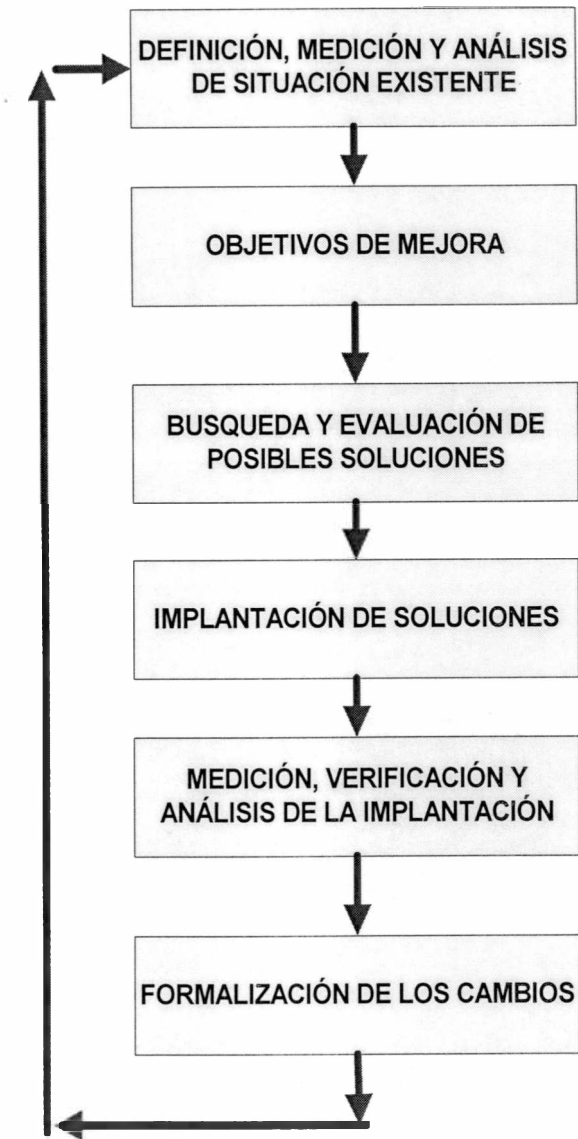 DEFINICIÓN, MEDICIÓN Y ANÁLISIS
DE SITUACIÓN EXISTENTE
OBJETIVOS DE MEJORA
BUSQUEDA Y EVALUACIÓN DE
POSIBLES SOLUCIONES
IMPLANTACIÓN DE SOLUCIONES
MEDICIÓN, VERIFICACIÓN Y
ANÁLISIS DE LA IMPLANTACIÓN
FORMALIZACIÓN DE LOS CAMBIOS